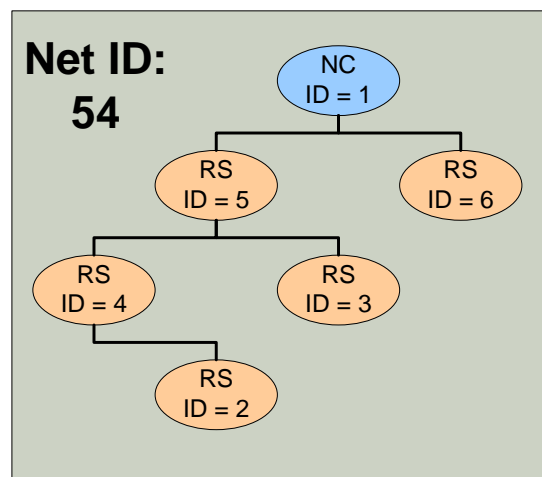 Net ID:
54
NC
ID = 1
RS
ID = 5
RS
ID = 6
RS
ID = 4
RS
ID = 3
RS
ID = 2